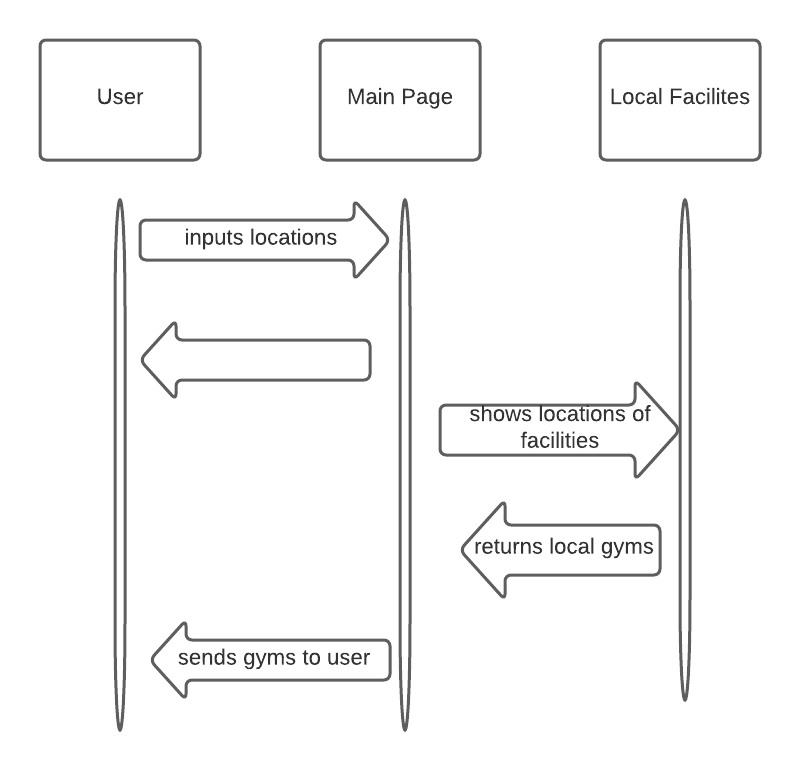 User
Main Page
Local Facilites
inputs locations
shows locations of
facilities
returns local gyms
sends gyms to user